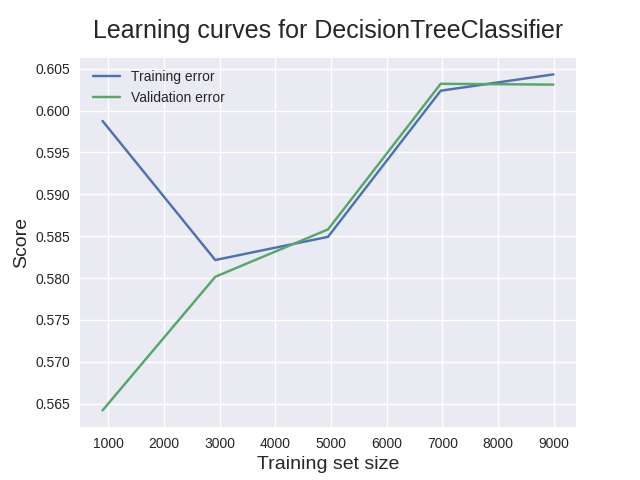 Learning curves for DecisionTreeClassifier
Training error
Validation error
0.605
0.600
0.595
0.590
0.585
0.580
0.575
0.570
0.565
Score
1000 2000 3000 4000 5000 6000 7000 8000 9000
Training set size